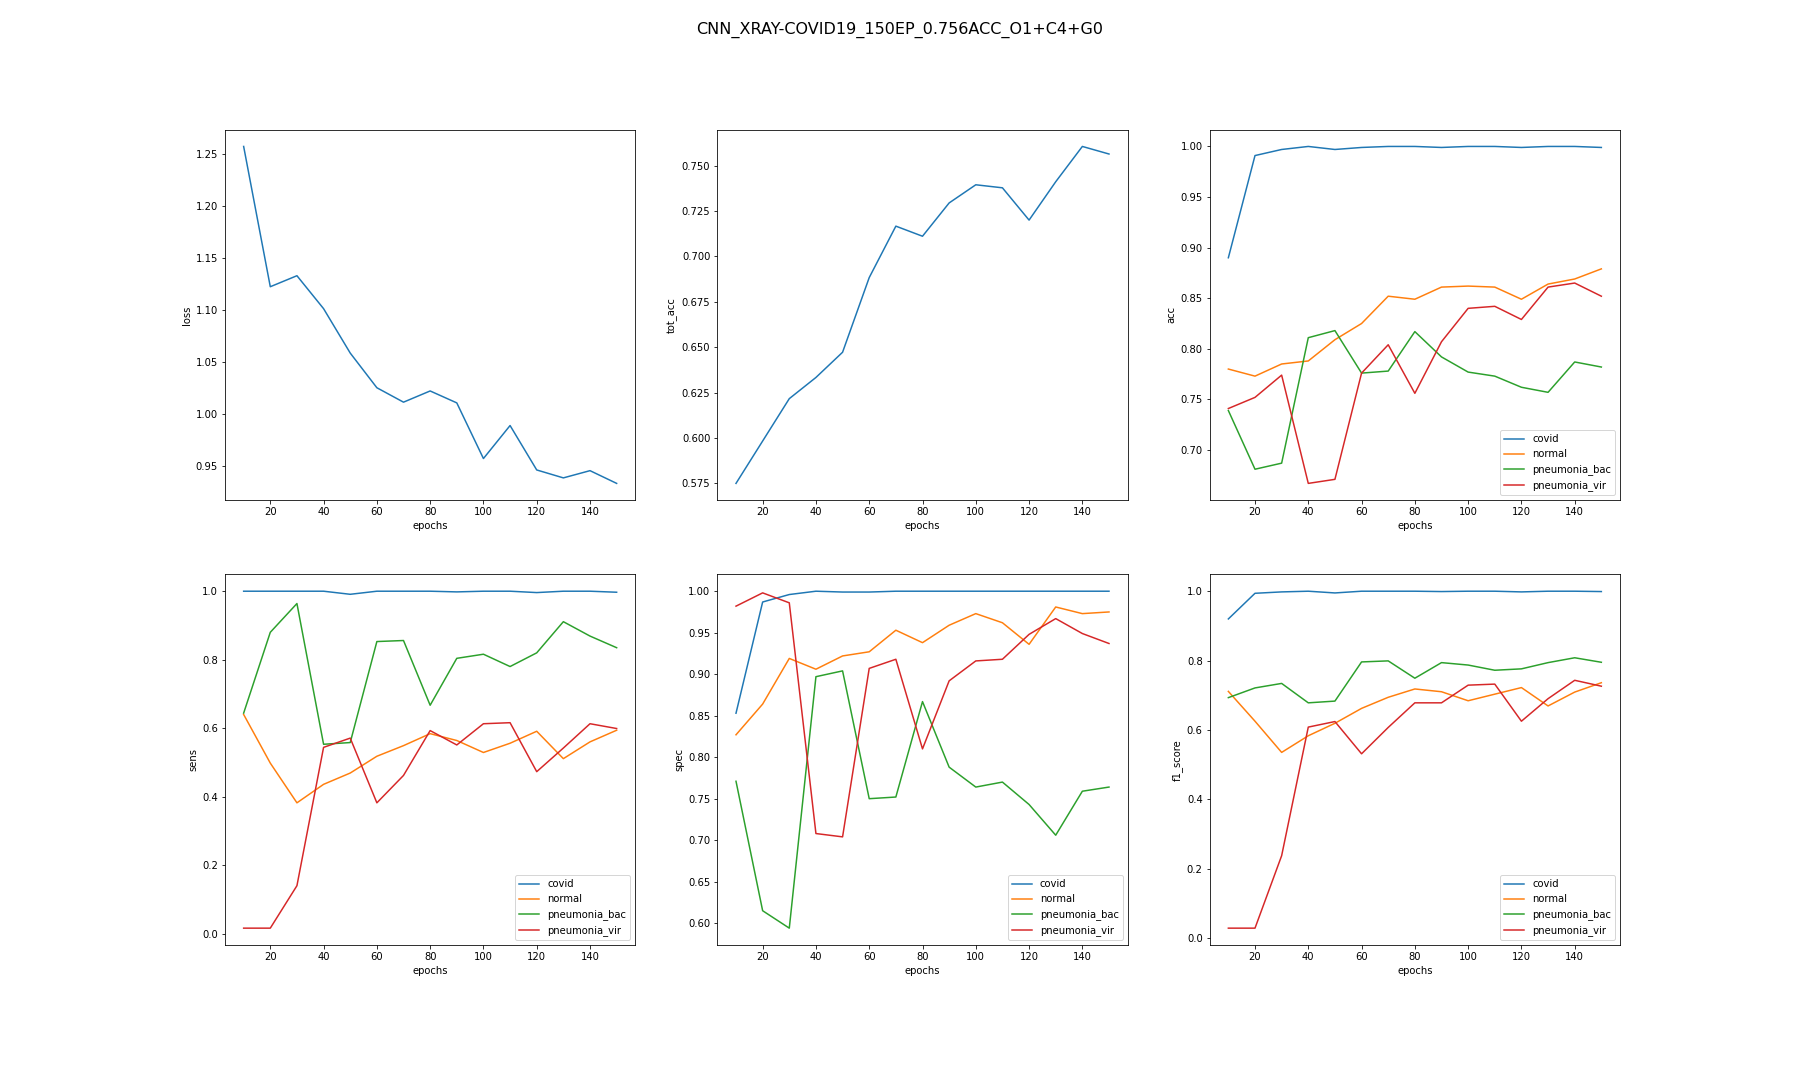 CNN_XRAY-COVID19_150EP_0.756ACC_O1+C4+G0
1.25
1.20
1.15
1.10
1.05
1.00
0.95
loss
20 40 60 80 100 120 140
epochs
0.750
0.725
0.700
0.675
0.650
0.625
0.600
0.575
tot_acc
20 40 60 80 100 120 140
epochs
1.00
0.95
0.90
0.85
0.80
0.75
0.70
acc
covid
normal
pneumonia_bac
pneumonia_vir
20 40 60 80 100 120 140
epochs
1.0
0.8
0.6
0.4
0.2
0.0
sens
covid
normal
pneumonia_bac
pneumonia_vir
20 40 60 80 100 120 140
epochs
1.00
0.95
0.90
0.85
0.80
0.75
0.70
0.65
0.60
spec
covid
normal
pneumonia_bac
pneumonia_vir
20 40 60 80 100 120 140
epochs
1.0
0.8
0.6
0.4
0.2
0.0
f1_score
covid
normal
pneumonia_bac
pneumonia_vir
20 40 60 80 100 120 140
epochs